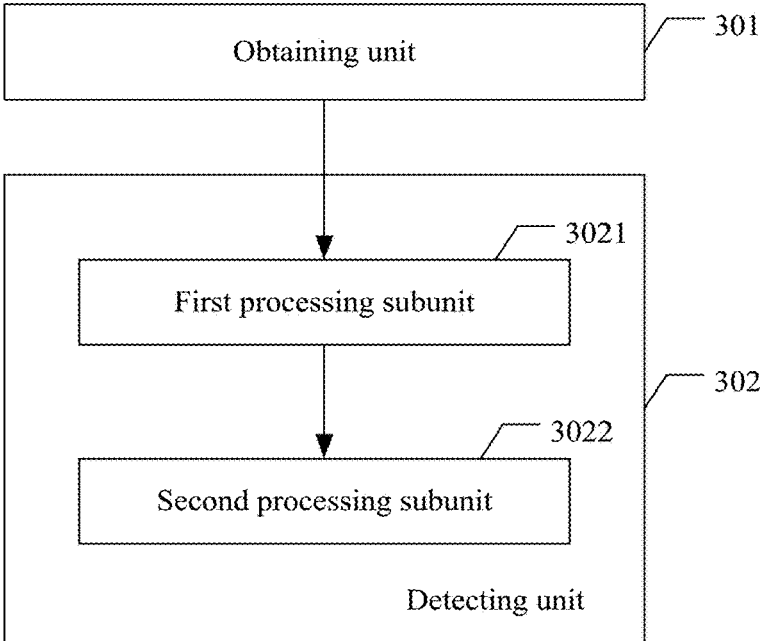 Obtaining unit
301
3021
First processing subunit
302
3022
Second processing subunit
Detecting unit